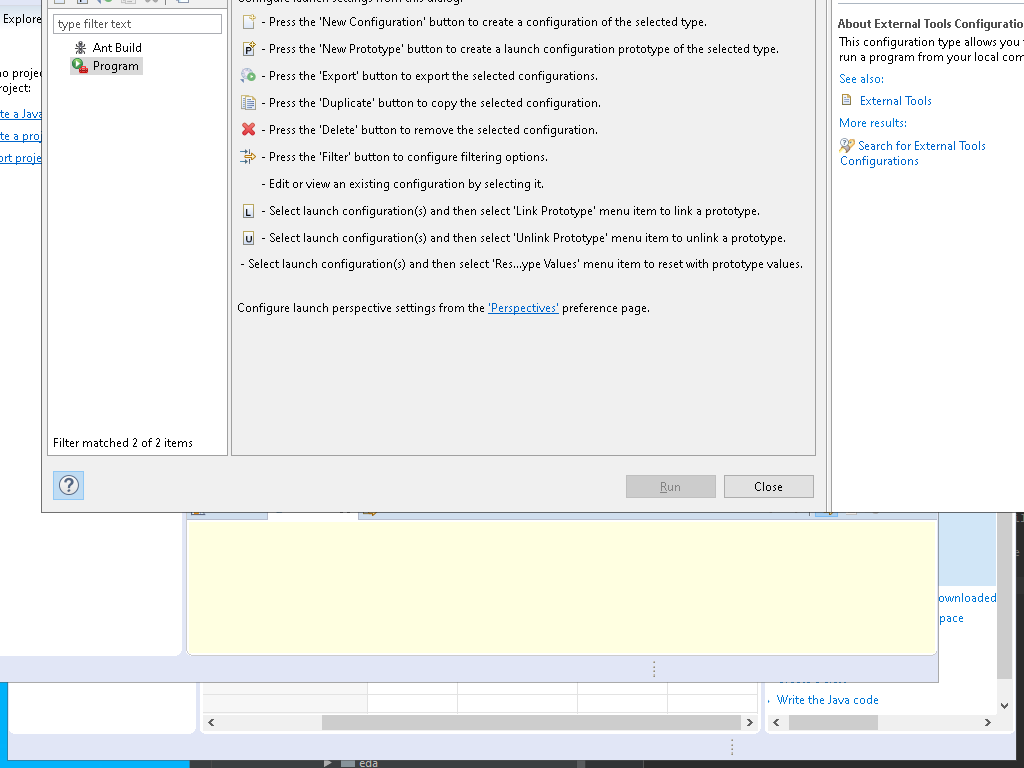 Explore
type filter text
Ant Build
Program
no projec
roject:
te a Java
te a proj
ort proje
Configure launch settings from this dialog:
- Press the 'New Configuration' button to create a configuration of the selected type.
- Press the 'New Prototype' button to create a launch configuration prototype of the selected type.
- Press the 'Export' button to export the selected configurations.
- Press the 'Duplicate' button to copy the selected configuration.
- Press the 'Delete' button to remove the selected configuration.
- Press the 'Filter' button to configure filtering options.
- Edit or view an existing configuration by selecting it.
- Select launch configuration(s) and then select 'Link Prototype' menu item to link a prototype.
- Select launch configuration(s) and then select 'Unlink Prototype' menu item to unlink a prototype.
- Select launch configuration(s) and then select 'Res...ype Values' menu item to reset with prototype values.
Configure launch perspective settings from the 'Perspectives' preference page.
Filter matched 2 of 2 items
Run
Close
About External Tools Configuratio
This configuration type allows you
run a program from your local com
See also:
External Tools
More results:
Search for External Tools
Configurations
ownloaded
pace
Write the Java code
eda